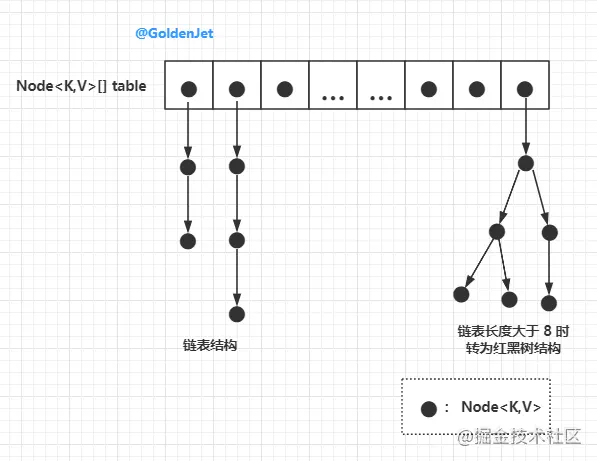 @GoldenJet
Node<K,V>[] table
... ...
链表结构
链表长度大于 8 时
转为红黑树结构
： Node<K,V>
@掘金技术社区